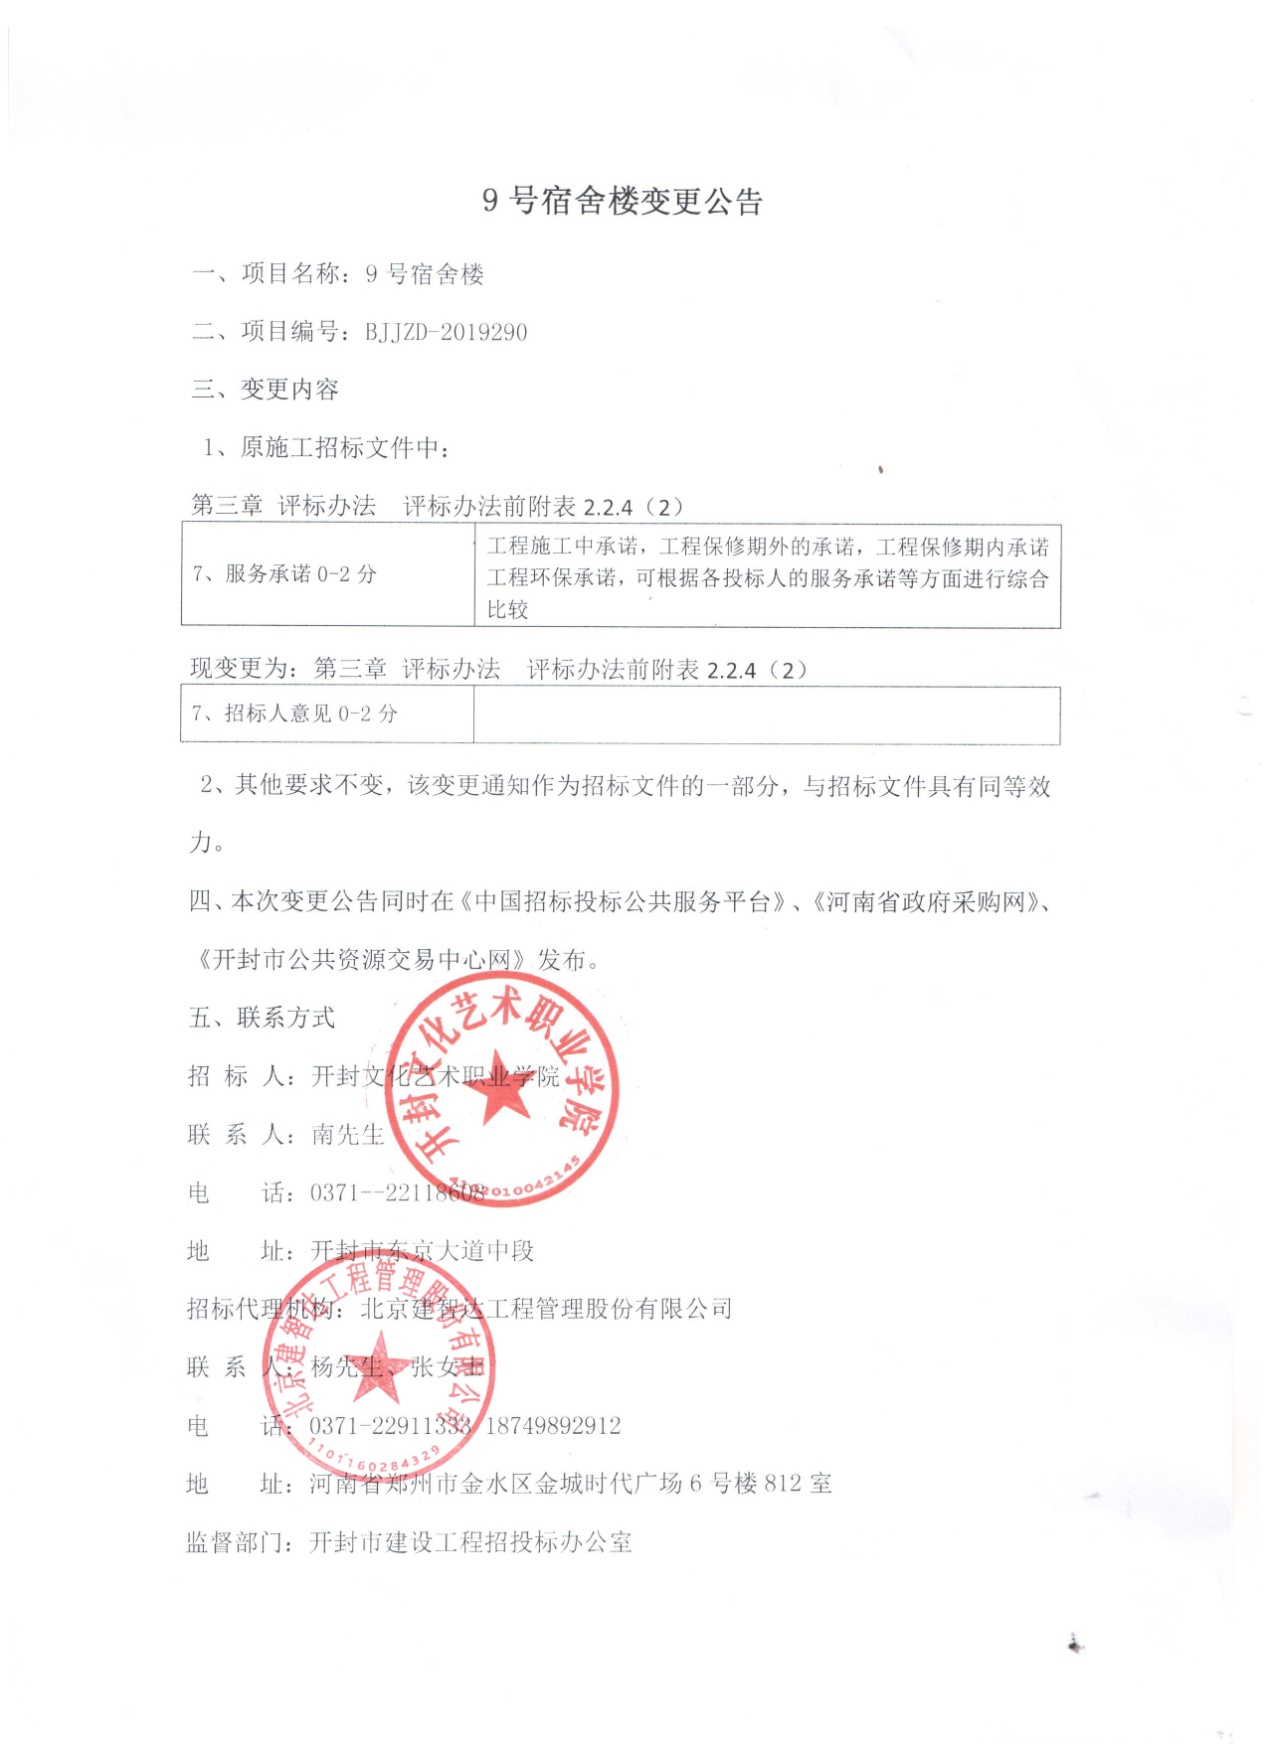 9 号宿舍楼变更公告
一、项目名称：9 号宿舍楼
二、项目编号：BJJZD-2019290
三、变更内容
1、原施工招标文件中：
第三章 评标办法 评标办法前附表 2.2.4（2）
7、服务承诺 0-2 分
工程施工中承诺，工程保修期外的承诺，工程保修期内承诺
工程环保承诺，可根据各投标人的服务承诺等方面进行综合
比较
现变更为：第三章 评标办法 评标办法前附表 2.2.4（2）
7、招标人意见 0-2 分
2、其他要求不变，该变更通知作为招标文件的一部分，与招标文件具有同等效
力。
四、本次变更公告同时在《中国招标投标公共服务平台》、《河南省政府采购网》、
《开封市公共资源交易中心网》发布。
五、联系方式
招 标 人：开封文化艺术职业学院
联 系 人：南先生
电 话：0371--22118608
地 址：开封市东京大道中段
招标代理机构：北京建智达工程管理股份有限公司
联 系 人：杨先生、张女士
电 话：0371-22911333 18749892912
地 址：河南省郑州市金水区金城时代广场 6 号楼 812 室
监督部门：开封市建设工程招投标办公室
开封文化艺术职业学院
4102010042145
北京建智达工程管理股份有限公司
1101160284329